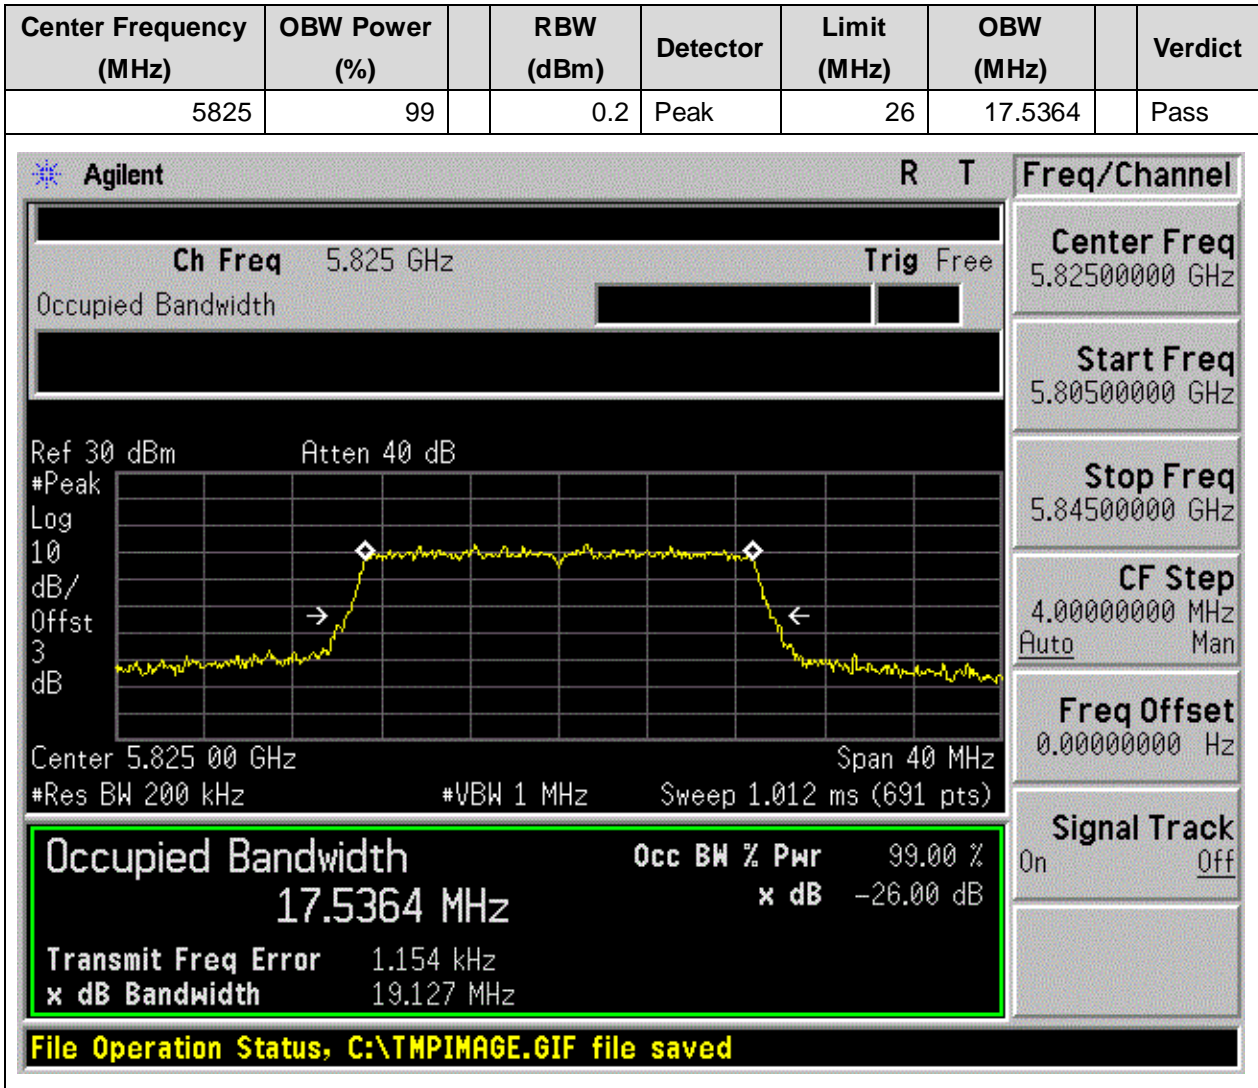 Center Frequency (MHz) OBW Power (%) RBW (dBm) Detector Limit (MHz) OBW (MHz) Verdict
5825 99 0.2 Peak 26 17.5364 Pass
Agilent R T Freq/Channel
Ch Freq 5.825 GHz Trig Free
Occupied Bandwidth
Center Freq
5.82500000 GHz
Start Freq
5.80500000 GHz
Stop Freq
5.84500000 GHz
CF Step
4.00000000 MHz
Auto Man
Freq Offset
0.00000000 Hz
Signal Track
On Off
Ref 30 dBm Atten 40 dB
#Peak
Log
10
dB/
Offst
3
dB
Center 5.825 00 GHz Span 40 MHz
#Res BW 200 kHz #VBW 1 MHz Sweep 1.012 ms (691 pts)
Occupied Bandwidth
17.5364 MHz
Occ BW % Pwr 99.00 %
x dB -26.00 dB
Transmit Freq Error 1.154 kHz
x dB Bandwidth 19.127 MHz
File Operation Status, C:\TMPIMAGE.GIF file saved